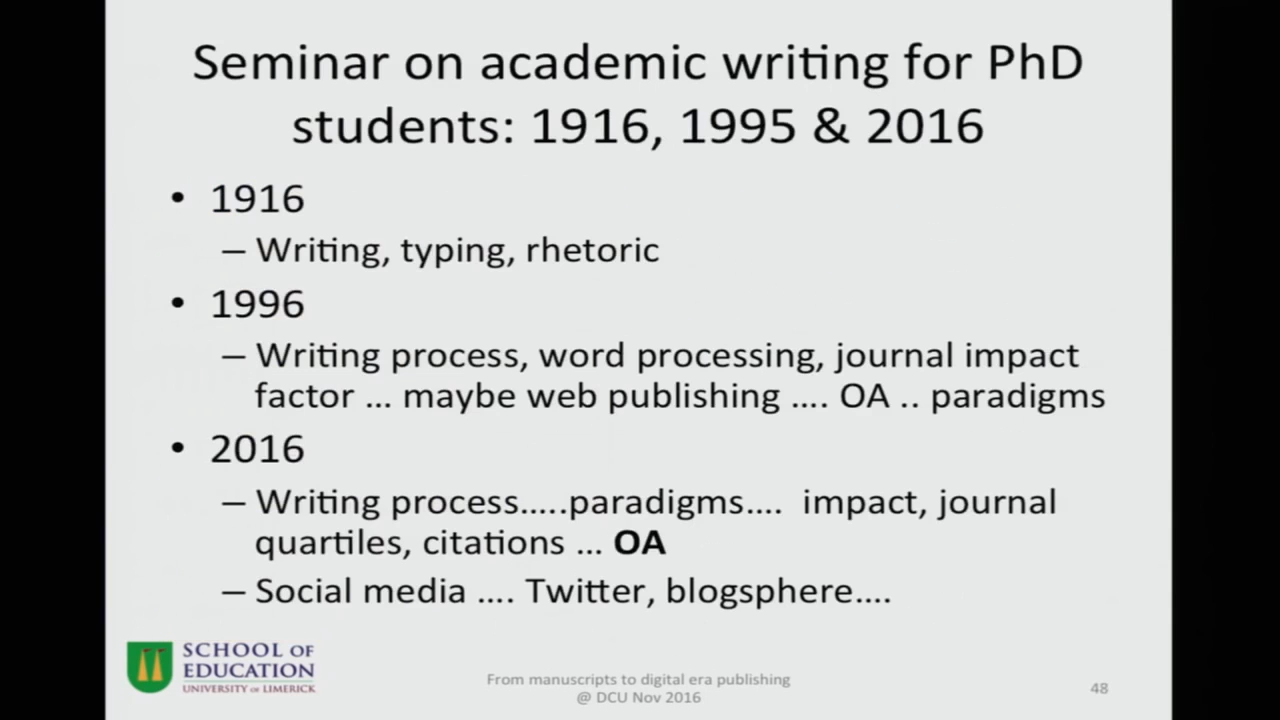 Seminar on academic writing for PhD
students: 1916, 1995 & 2016
• 1916
– Writing, typing, rhetoric
• 1996
– Writing process, word processing, journal impact
factor ... maybe web publishing .... OA .. paradigms
• 2016
– Writing process.....paradigms.... impact, journal
quartiles, citations ... OA
– Social media .... Twitter, blogsphere....
SCHOOL OF
EDUCATION
UNIVERSITY OF LIMERICK
From manuscripts to digital era publishing
@ DCU Nov 2016
48